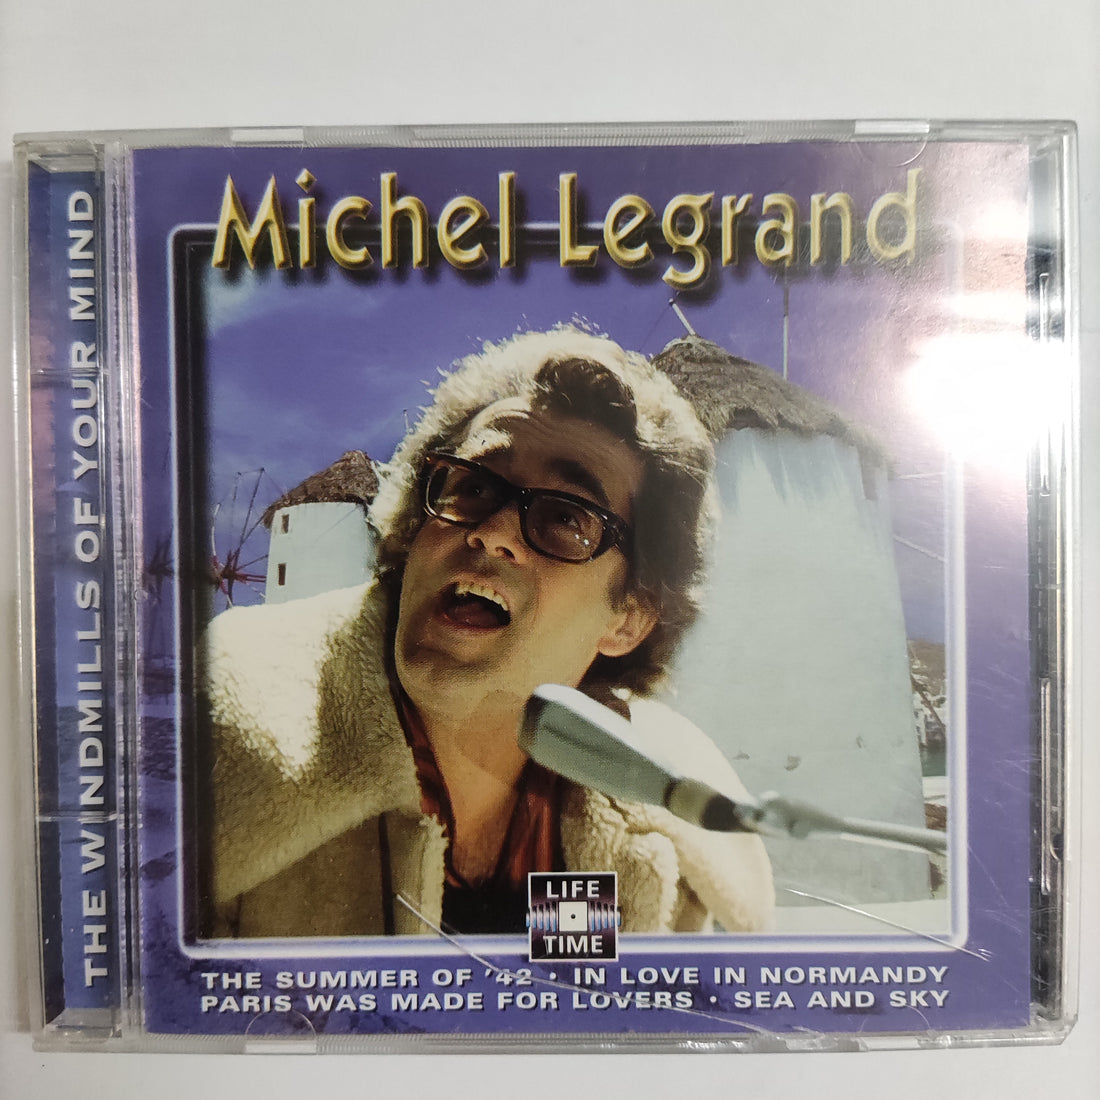 Michel Legrand
THE WINDMILLS OF YOUR MIND
LIFE
TIME
THE SUMMER OF '42 · IN LOVE IN NORMANDY
PARIS WAS MADE FOR LOVERS · SEA AND SKY